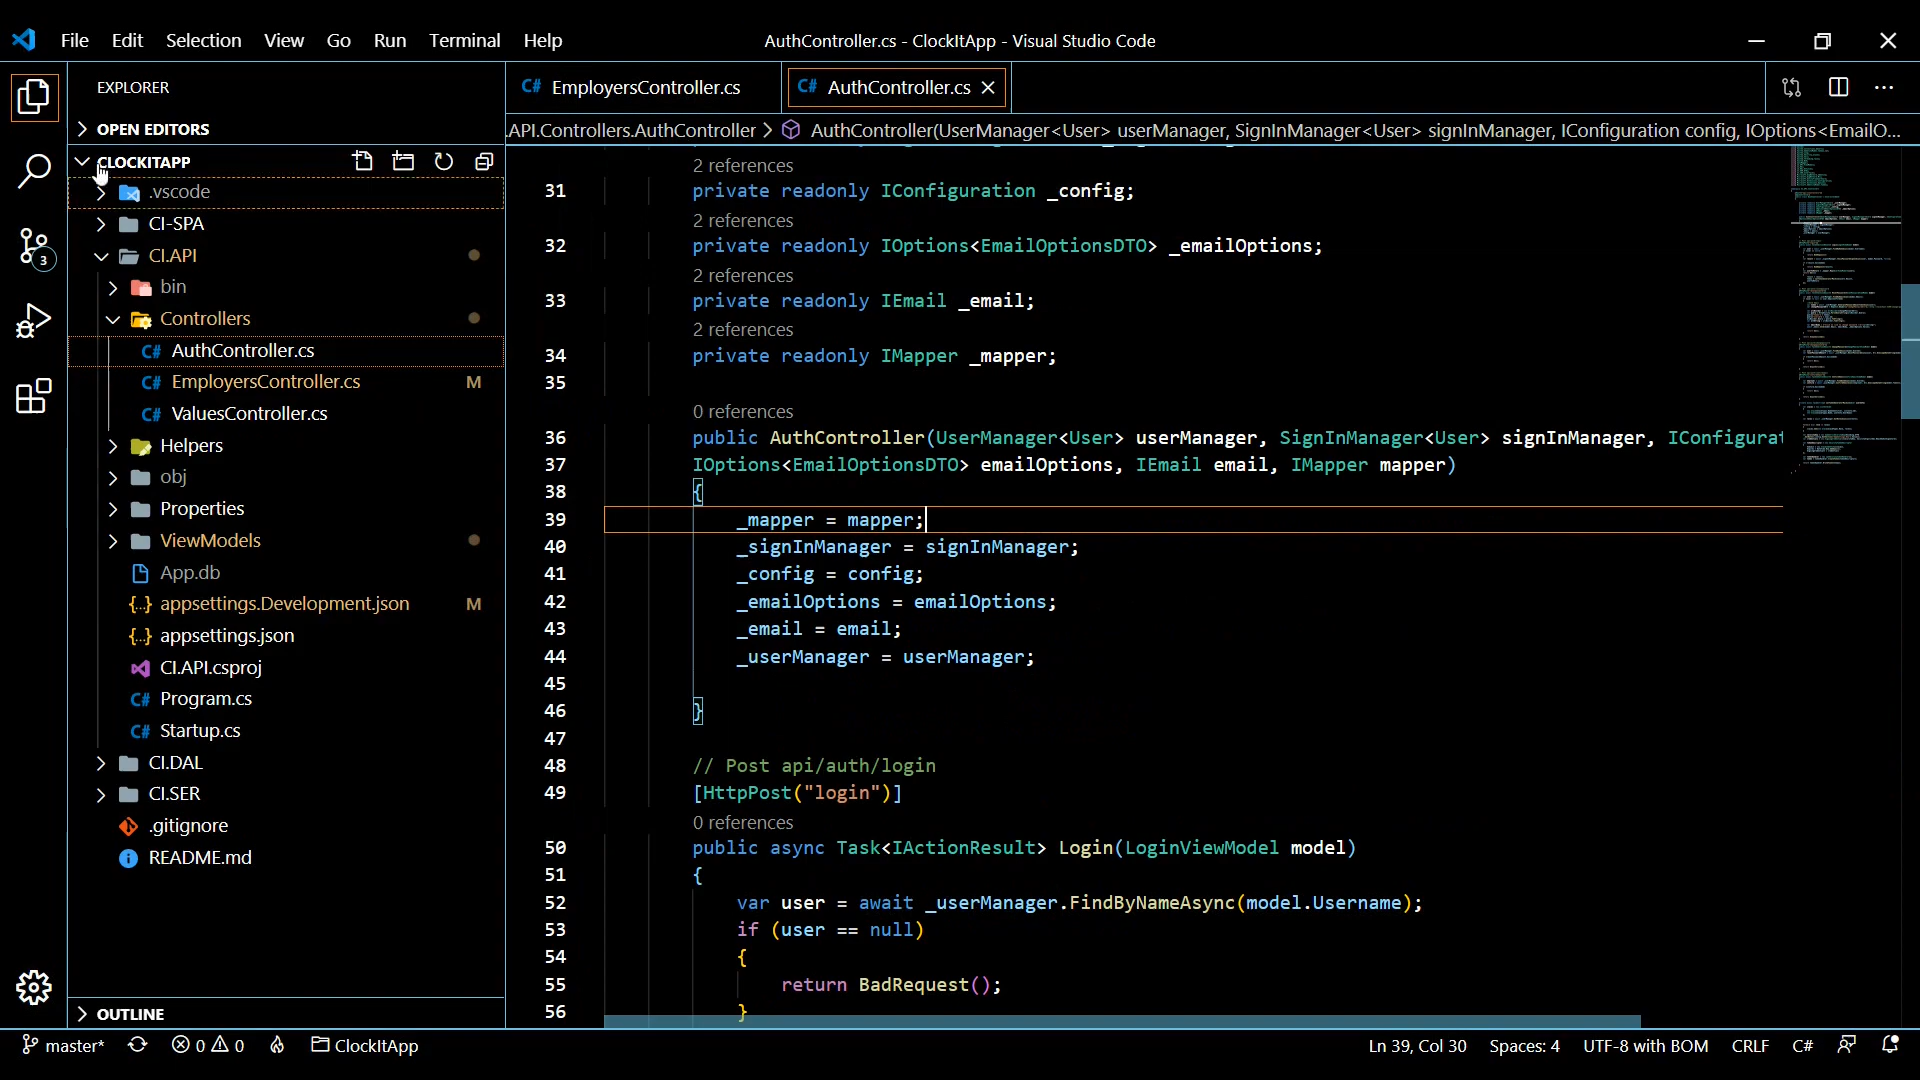 File Edit Selection View Go Run Terminal Help
AuthController.cs - ClockItApp - Visual Studio Code
EXPLORER
OPEN EDITORS
CLOCKITAPP
.vscode
CI-SPA
CI.API
bin
Controllers
C# AuthController.cs
C# EmployersController.cs M
C# ValuesController.cs
Helpers
obj
Properties
ViewModels
App.db
{..} appsettings.Development.json M
{..} appsettings.json
CI.API.csproj
C# Program.cs
C# Startup.cs
CI.DAL
CI.SER
.gitignore
README.md
OUTLINE
3
C# EmployersController.cs
C# AuthController.cs
.API.Controllers.AuthController > AuthController(UserManager<User> userManager, SignInManager<User> signInManager, IConfiguration config, IOptions<EmailO...
2 references
31 private readonly IConfiguration _config;
2 references
32 private readonly IOptions<EmailOptionsDTO> _emailOptions;
2 references
33 private readonly IEmail _email;
2 references
34 private readonly IMapper _mapper;
35
0 references
36 public AuthController(UserManager<User> userManager, SignInManager<User> signInManager, IConfigurat
37 IOptions<EmailOptionsDTO> emailOptions, IEmail email, IMapper mapper)
38 {
39 _mapper = mapper;
40 _signInManager = signInManager;
41 _config = config;
42 _emailOptions = emailOptions;
43 _email = email;
44 _userManager = userManager;
45
46 }
47
48 // Post api/auth/login
49 [HttpPost("login")]
0 references
50 public async Task<IActionResult> Login(LoginViewModel model)
51 {
52 var user = await _userManager.FindByNameAsync(model.Username);
53 if (user == null)
54 {
55 return BadRequest();
56 }
master* 0 0 ClockItApp Ln 39, Col 30 Spaces: 4 UTF-8 with BOM CRLF C#